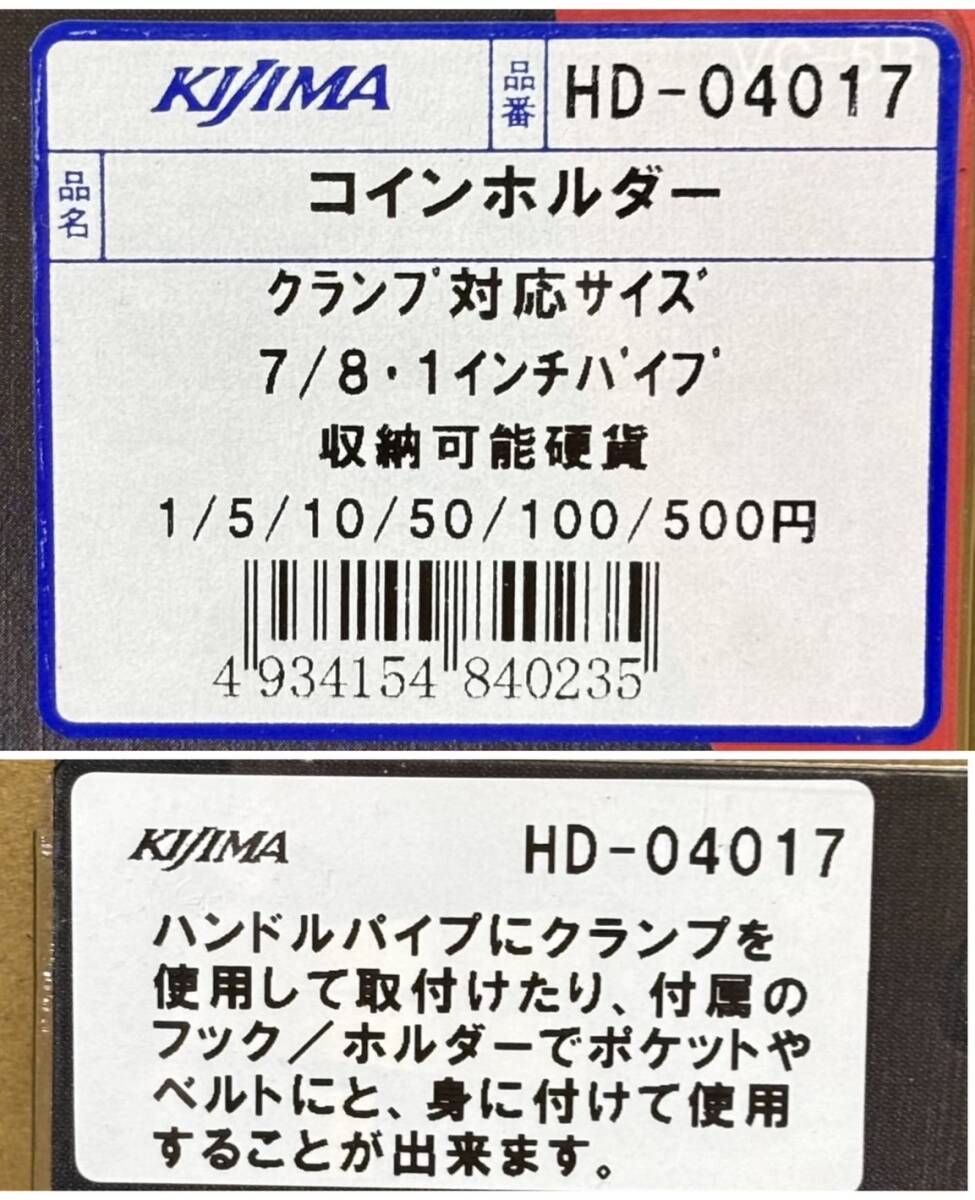 KIJIMA 品番 HD-04017
品名 コインホルダー
クランプ対応サイズ
7/8・1インチパイプ
収納可能硬貨
1/5/10/50/100/500円
4 934154 840235
KIJIMA HD-04017
ハンドルパイプにクランプを
使用して取付けたり、付属の
フック/ホルダーでポケットや
ベルトにと、身に付けて使用
することが出来ます。